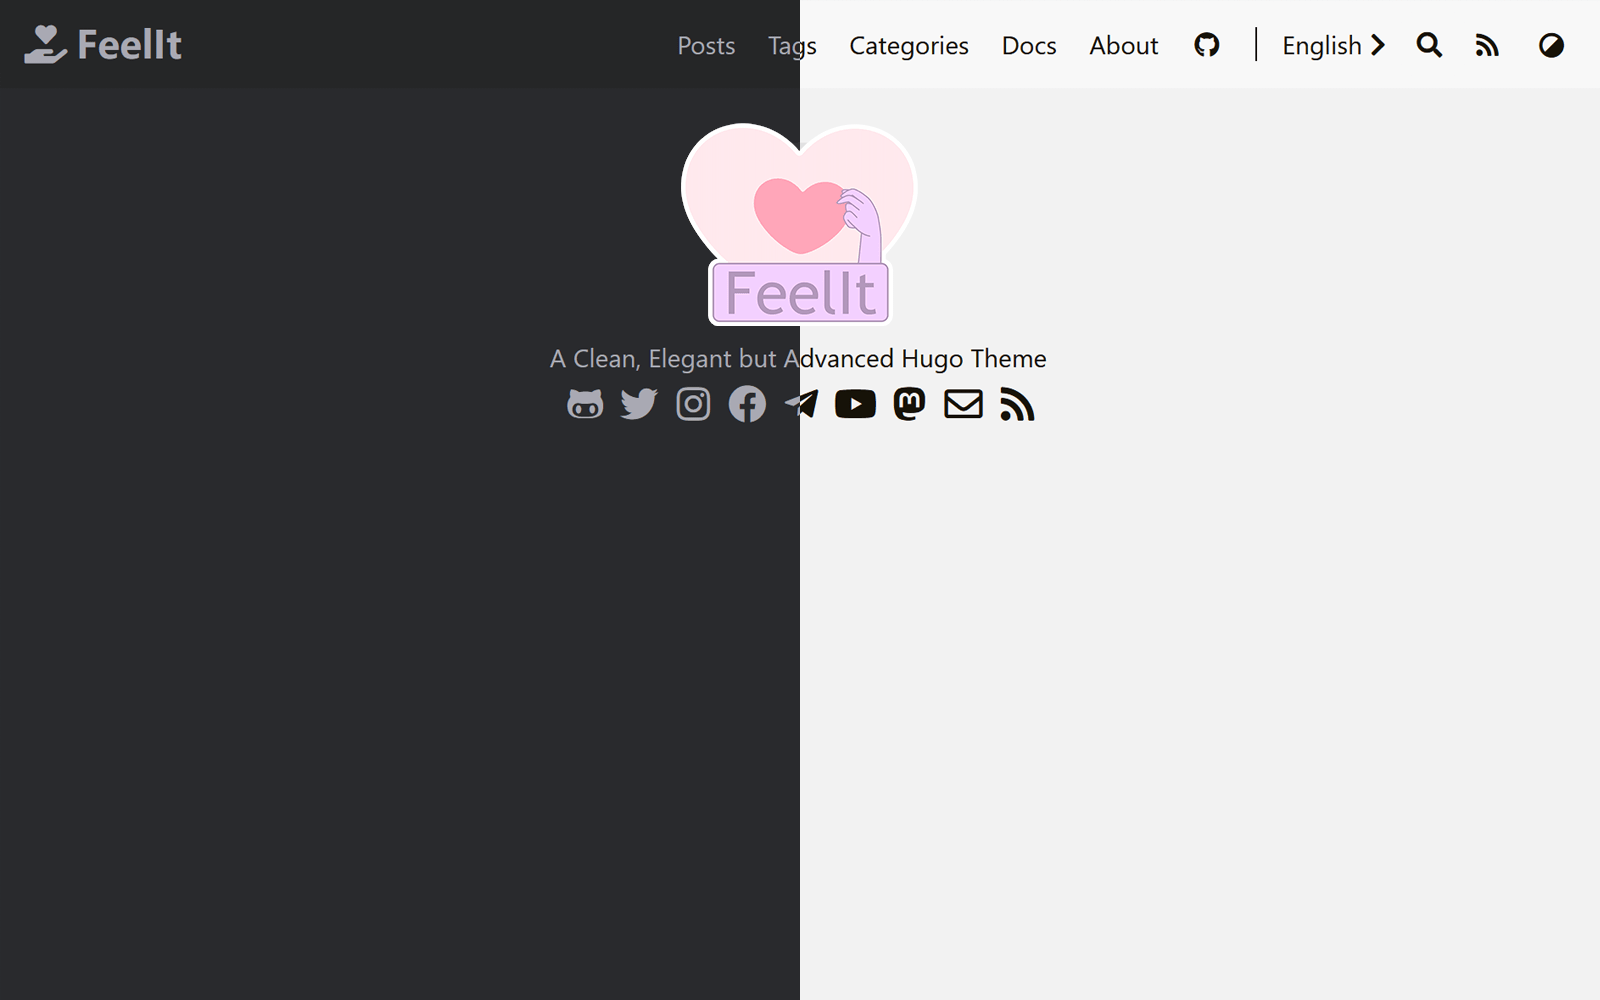 FeelIt Posts Tags Categories Docs About English
FeelIt
A Clean, Elegant but Advanced Hugo Theme